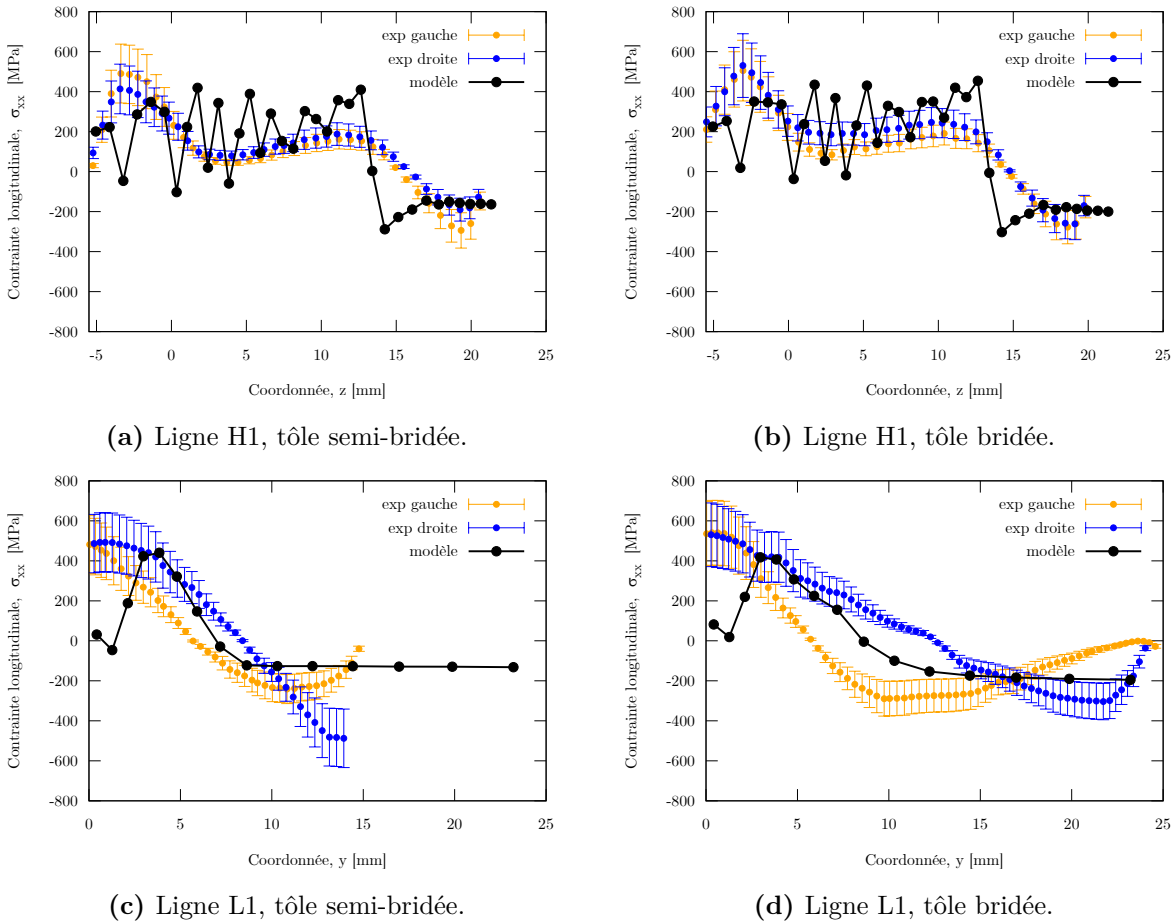 800
600
400
200
0
-200
-400
-600
-800
-5
0
5
10
15
20
25
Contrainte longitudinale, σxx [MPa]
Coordonnée, z [mm]
exp gauche
exp droite
modèle
(a) Ligne H1, tôle semi-bridée.
800
600
400
200
0
-200
-400
-600
-800
-5
0
5
10
15
20
25
Contrainte longitudinale, σxx [MPa]
Coordonnée, z [mm]
exp gauche
exp droite
modèle
(b) Ligne H1, tôle bridée.
800
600
400
200
0
-200
-400
-600
-800
0
5
10
15
20
25
Contrainte longitudinale, σxx [MPa]
Coordonnée, y [mm]
exp gauche
exp droite
modèle
(c) Ligne L1, tôle semi-bridée.
800
600
400
200
0
-200
-400
-600
-800
0
5
10
15
20
25
Contrainte longitudinale, σxx [MPa]
Coordonnée, y [mm]
exp gauche
exp droite
modèle
(d) Ligne L1, tôle bridée.